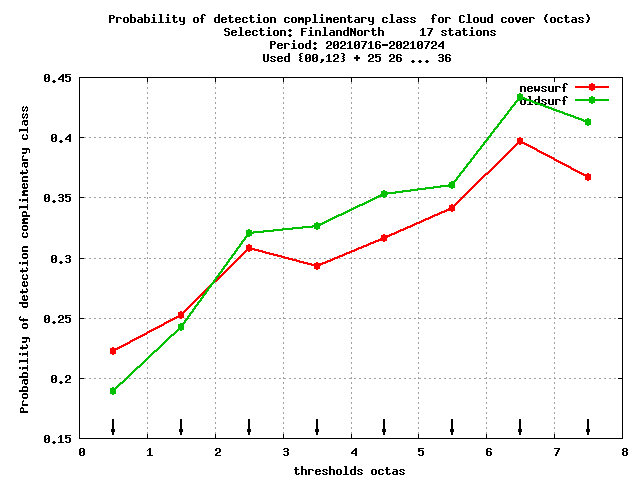 Probability of detection complimentary class  for Cloud cover (octas)
Selection: FinlandNorth     17 stations
Period: 20210716-20210724
Used {00,12} + 25 26 ... 36
newsurf
oldsurf
Probability of detection complimentary class
0.45
0.4
0.35
0.3
0.25
0.2
0.15
0 1 2 3 4 5 6 7 8
thresholds octas